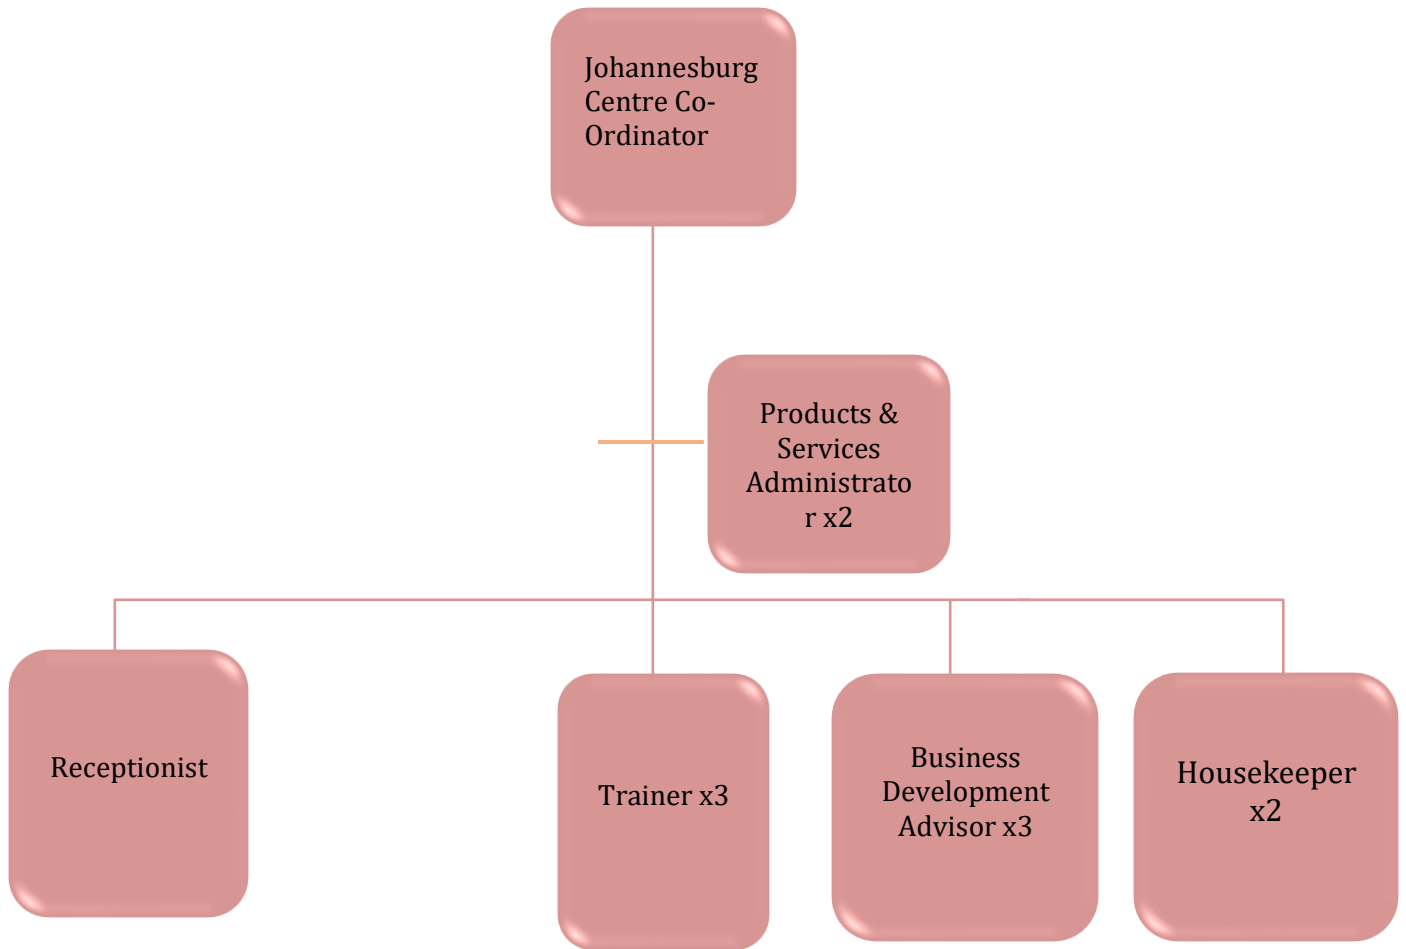 Johannesburg
Centre Co-
Ordinator
Products &
Services
Administrato
r x2
Receptionist
Trainer x3
Business
Development
Advisor x3
Housekeeper
x2